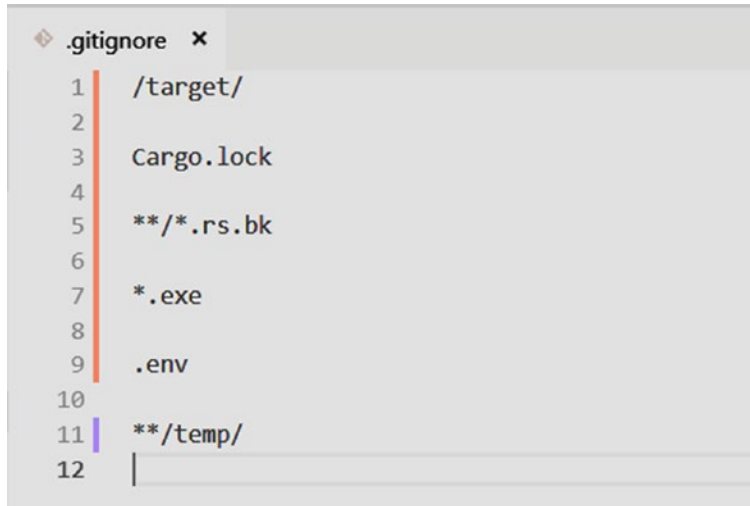 .gitignore ×
1 /target/
2
3 Cargo.lock
4
5 **/*.rs.bk
6
7 *.exe
8
9 .env
10
11 **/temp/
12